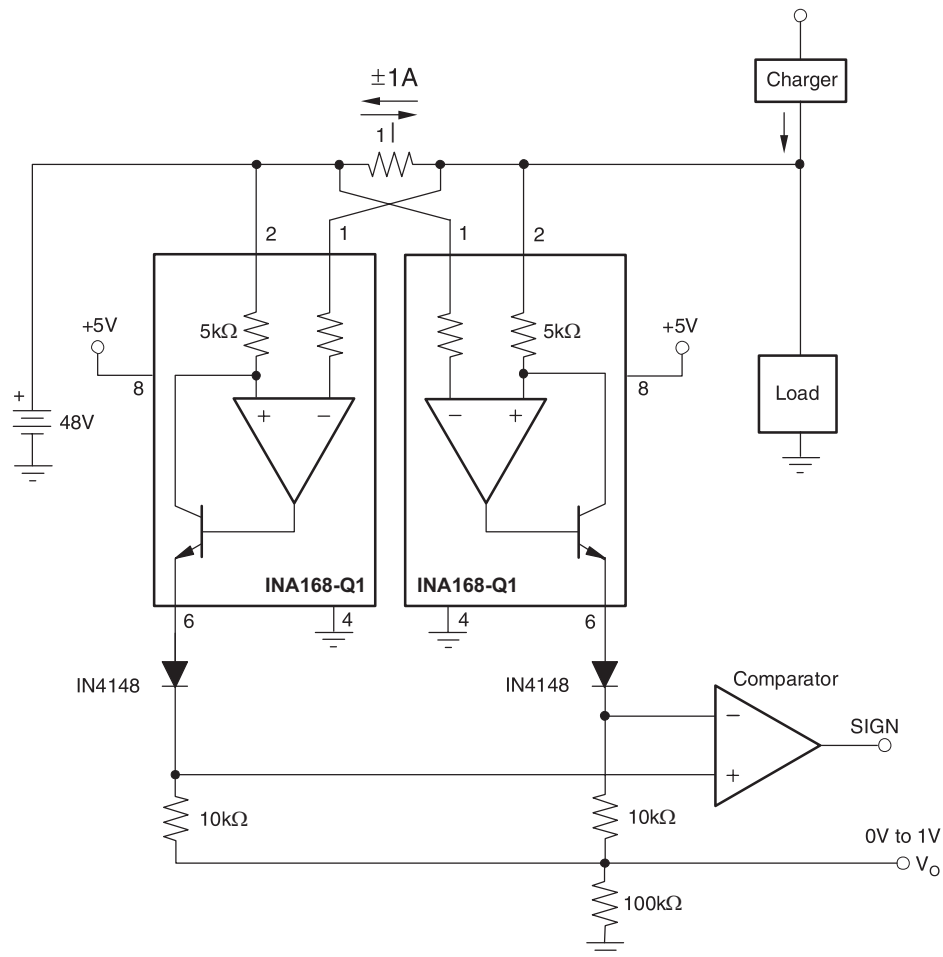 Charger
±1A
1
2
1
1
2
+5V
5kΩ
5kΩ
+5V
8
8
+
48V
+
−
−
+
Load
INA168-Q1
INA168-Q1
6
4
4
6
IN4148
IN4148
Comparator
−
SIGN
+
10kΩ
10kΩ
0V to 1V
VO
100kΩ